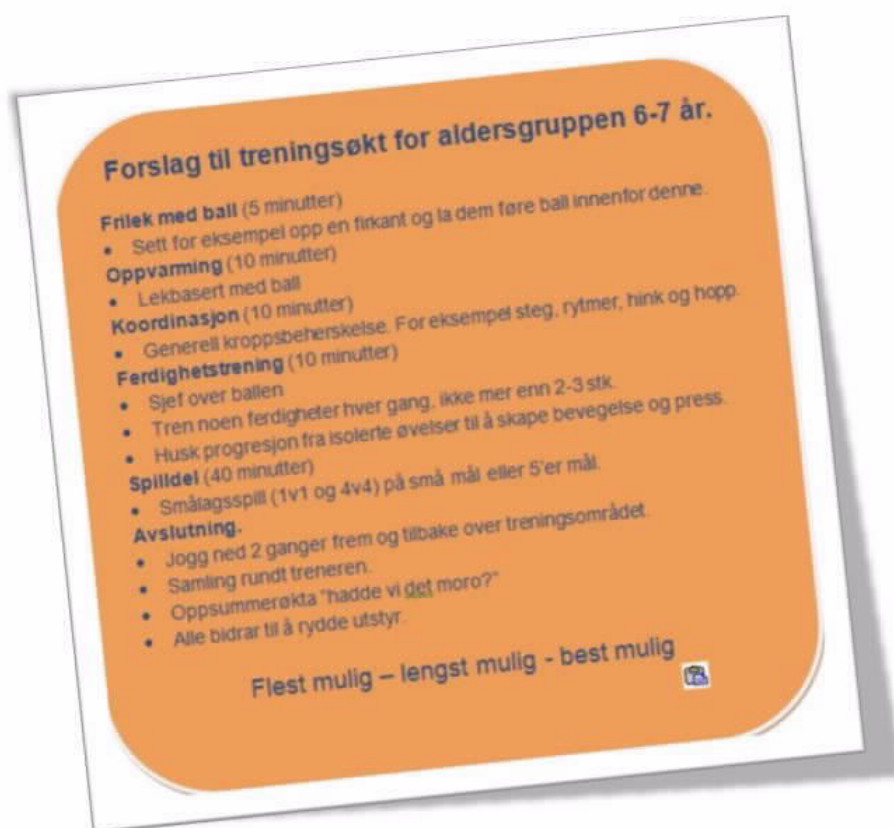 Forslag til treningsøkt for aldersgruppen 6-7 år.
Frilek med ball (5 minutter)
• Sett for eksempel opp en firkant og la dem føre ball innenfor denne.
Oppvarming (10 minutter)
• Lekbasert med ball
Koordinasjon (10 minutter)
• Generell kroppsbeherskelse. For eksempel steg, rytmer, hink og hopp.
Ferdighetstrening (10 minutter)
• Sjef over ballen
• Tren noen ferdigheter hver gang, ikke mer enn 2-3 stk.
• Husk progresjon fra isolerte øvelser til å skape bevegelse og press.
Spilldel (40 minutter)
• Smålagsspill (1v1 og 4v4) på små mål eller 5'er mål.
Avslutning.
• Jogg ned 2 ganger frem og tilbake over treningsområdet.
• Samling rundt treneren.
• Oppsummerøkta "hadde vi det moro?"
• Alle bidrar til å rydde utstyr.
Flest mulig – lengst mulig - best mulig